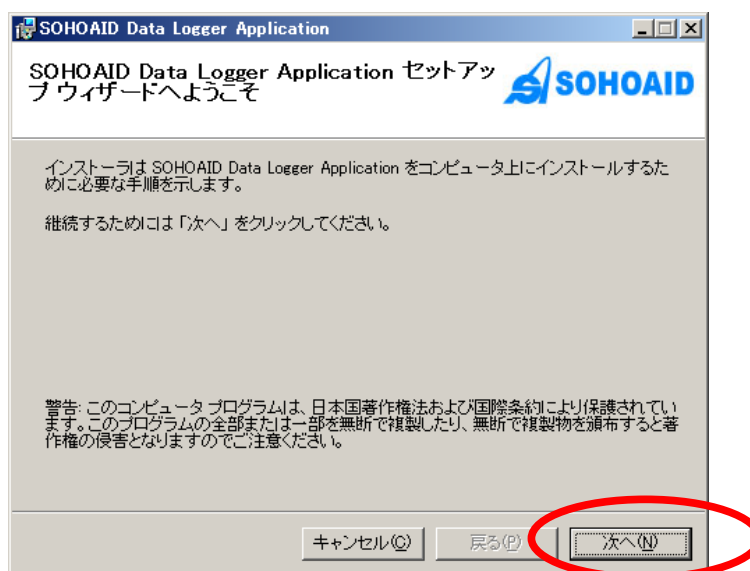 SOHOAID Data Logger Application
SOHOAID Data Logger Application セットアッ
プ ウィザードへようこそ
SOHOAID
インストーラは SOHOAID Data Logger Application をコンピュータ上にインストールするた
めに必要な手順を示します。
継続するためには「次へ」をクリックしてください。
警告: このコンピュータ プログラムは、日本国著作権法および国際条約により保護されてい
ます。このプログラムの全部または一部を無断で複製したり、無断で複製物を頒布すると著
作権の侵害となりますのでご注意ください。
キャンセル(C) 戻る(P) 次へ(N)